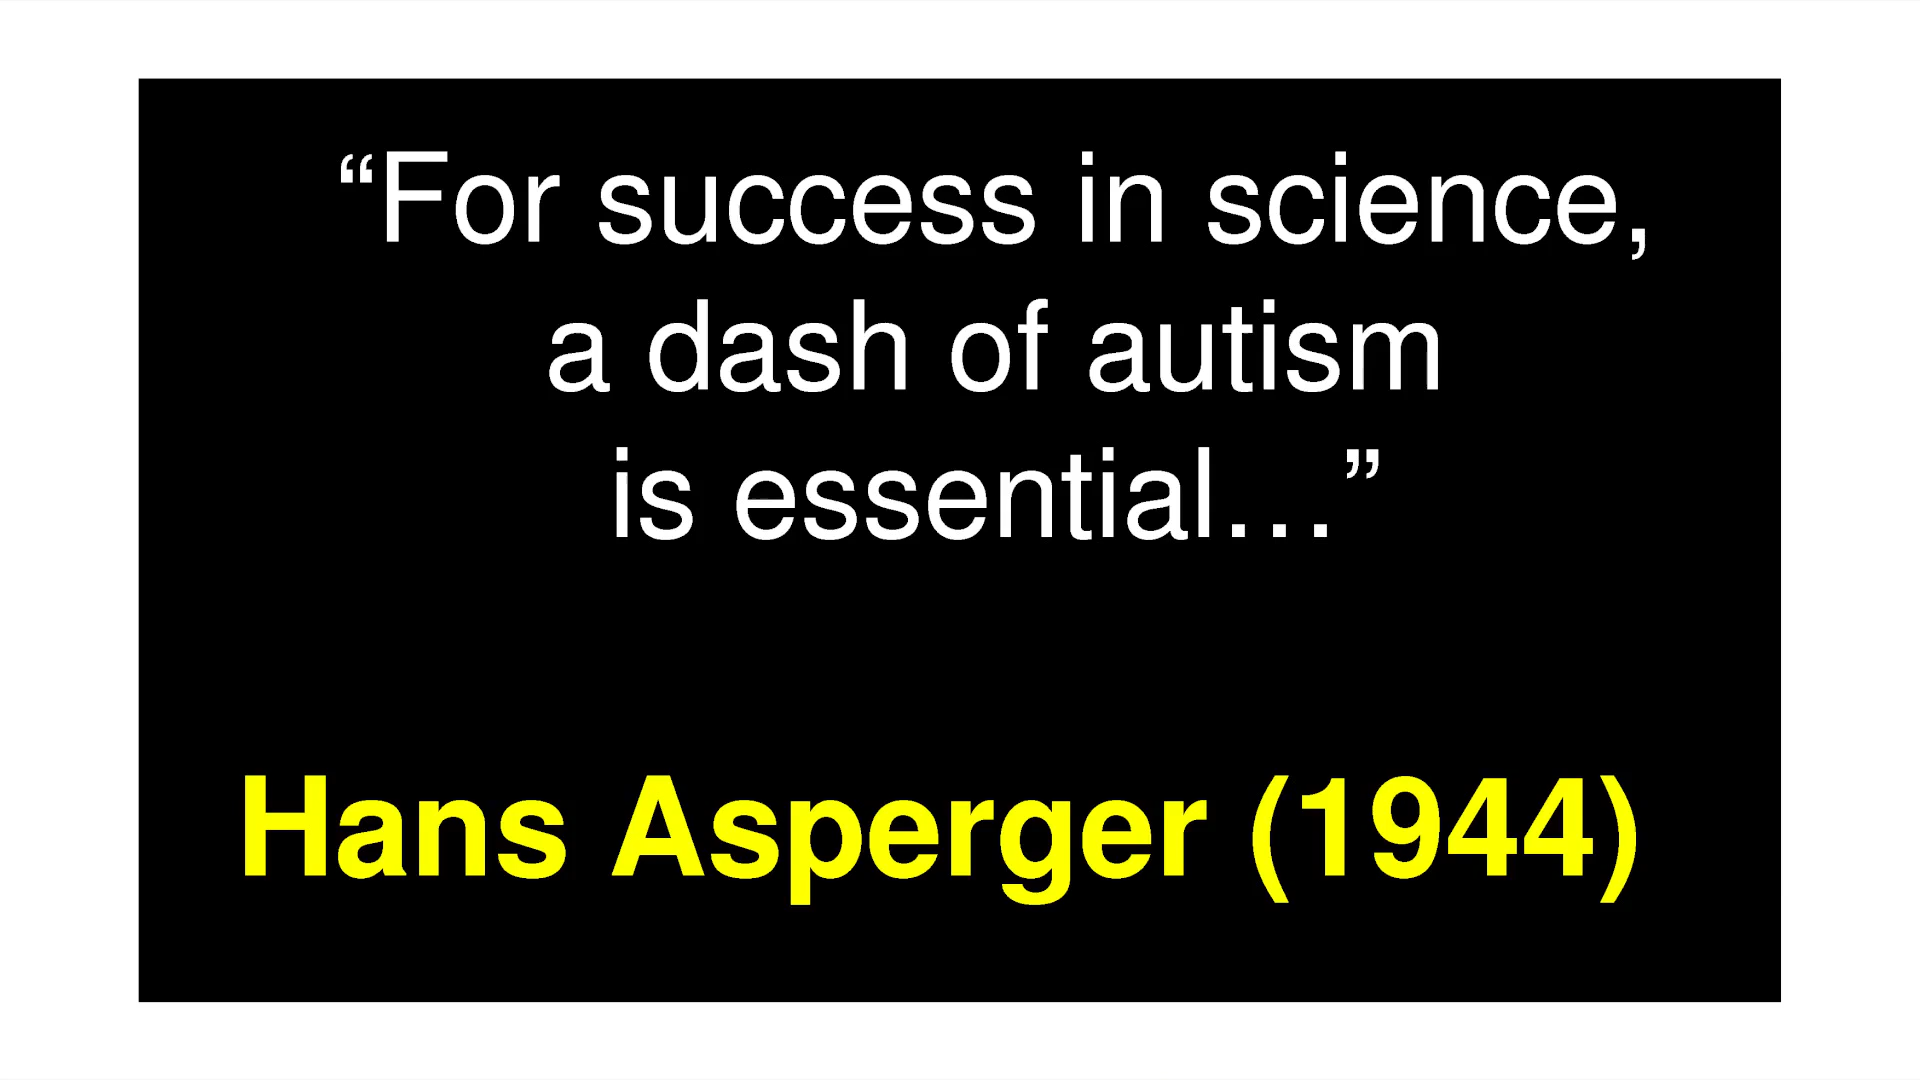 “For success in science,
a dash of autism
is essential…”
Hans Asperger (1944)